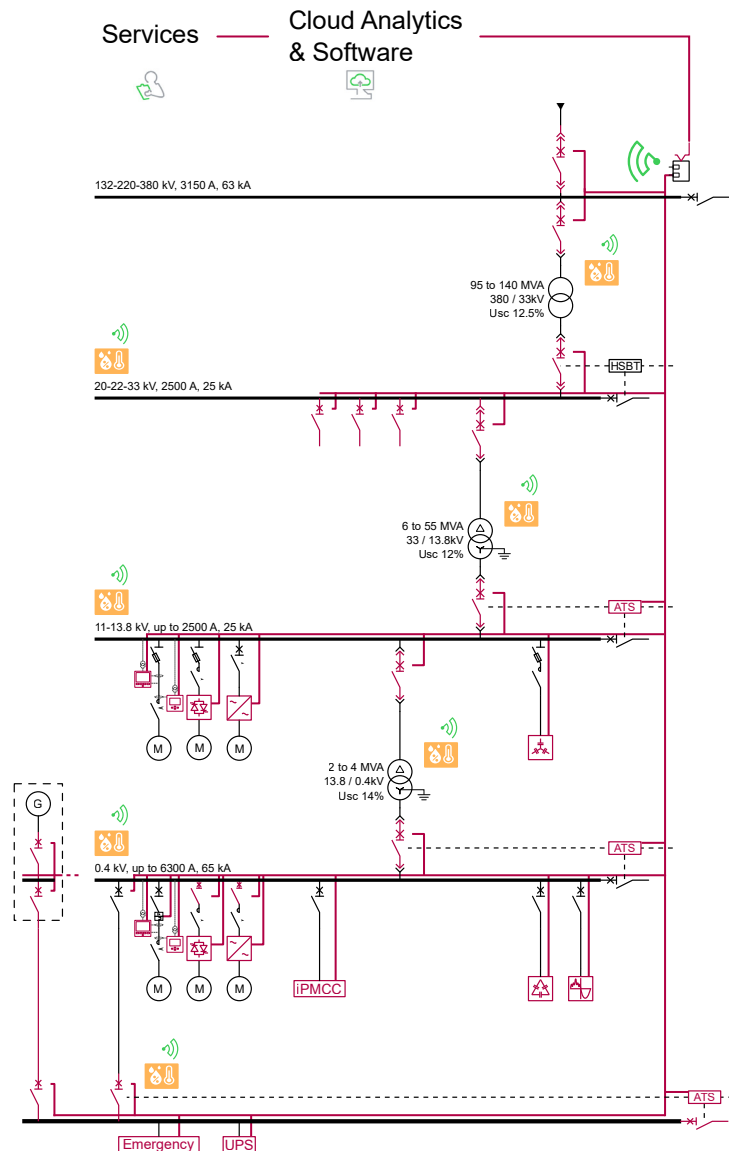 Services
Cloud Analytics
& Software
132-220-380 kV, 3150 A, 63 kA
95 to 140 MVA
380 / 33kV
Usc 12.5%
HSBT
20-22-33 kV, 2500 A, 25 kA
6 to 55 MVA
33 / 13.8kV
Usc 12%
ATS
11-13.8 kV, up to 2500 A, 25 kA
M
M
M
2 to 4 MVA
13.8 / 0.4kV
Usc 14%
G
ATS
0.4 kV, up to 6300 A, 65 kA
M
M
M
iPMCC
ATS
Emergency
UPS